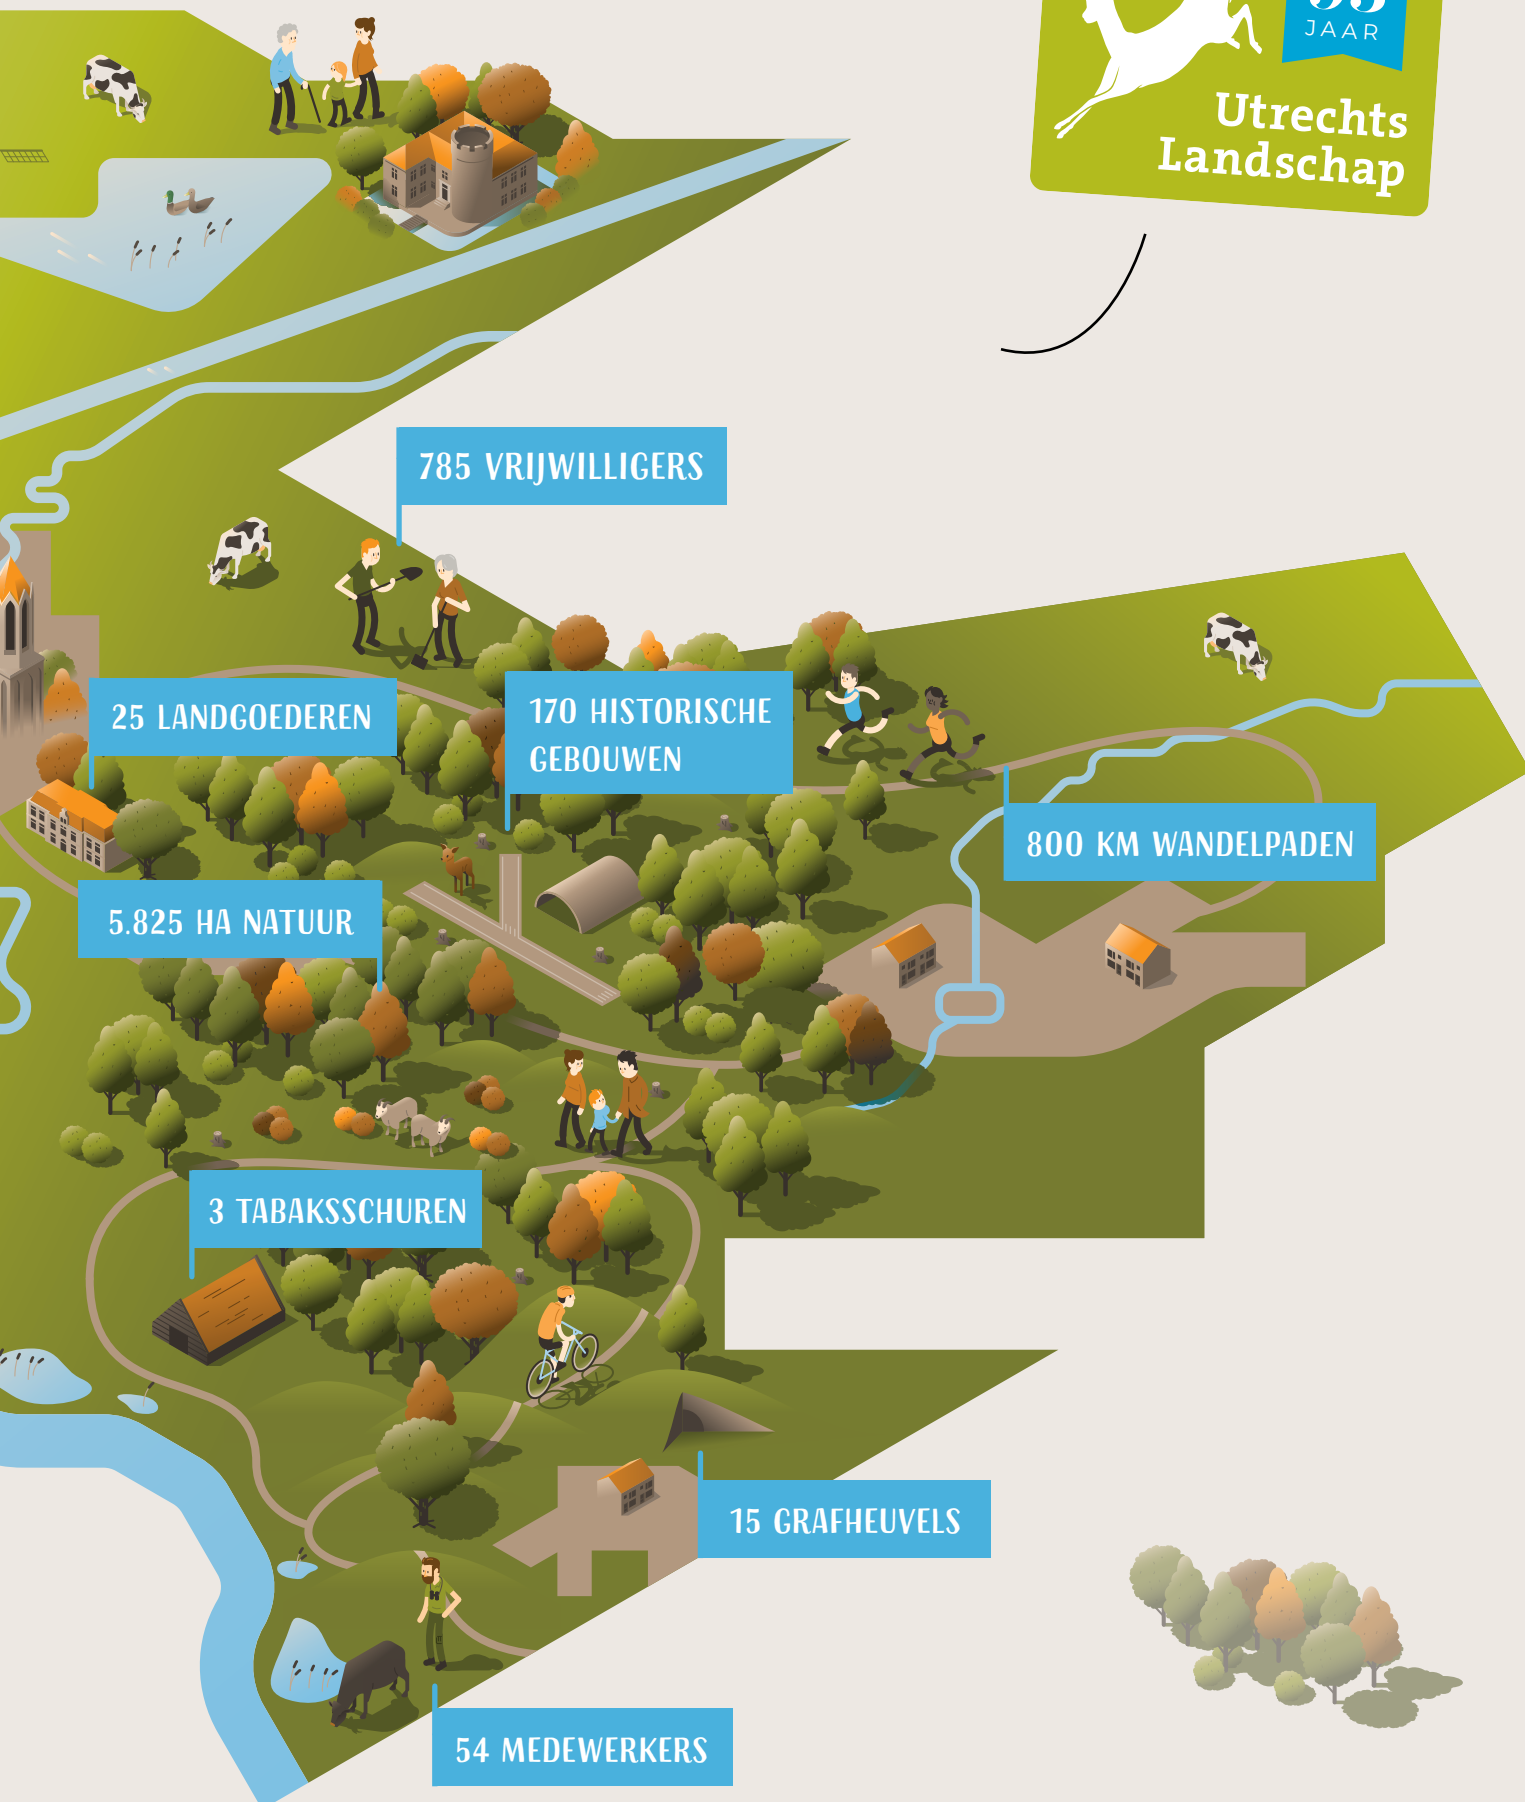 JAAR
Utrechts
Landschap
785 VRIJWILLIGERS
25 LANDGOEDEREN
170 HISTORISCHE
GEBOUWEN
800 KM WANDELPADEN
5.825 HA NATUUR
3 TABAKSSCHUREN
15 GRAFHEUVELS
54 MEDEWERKERS